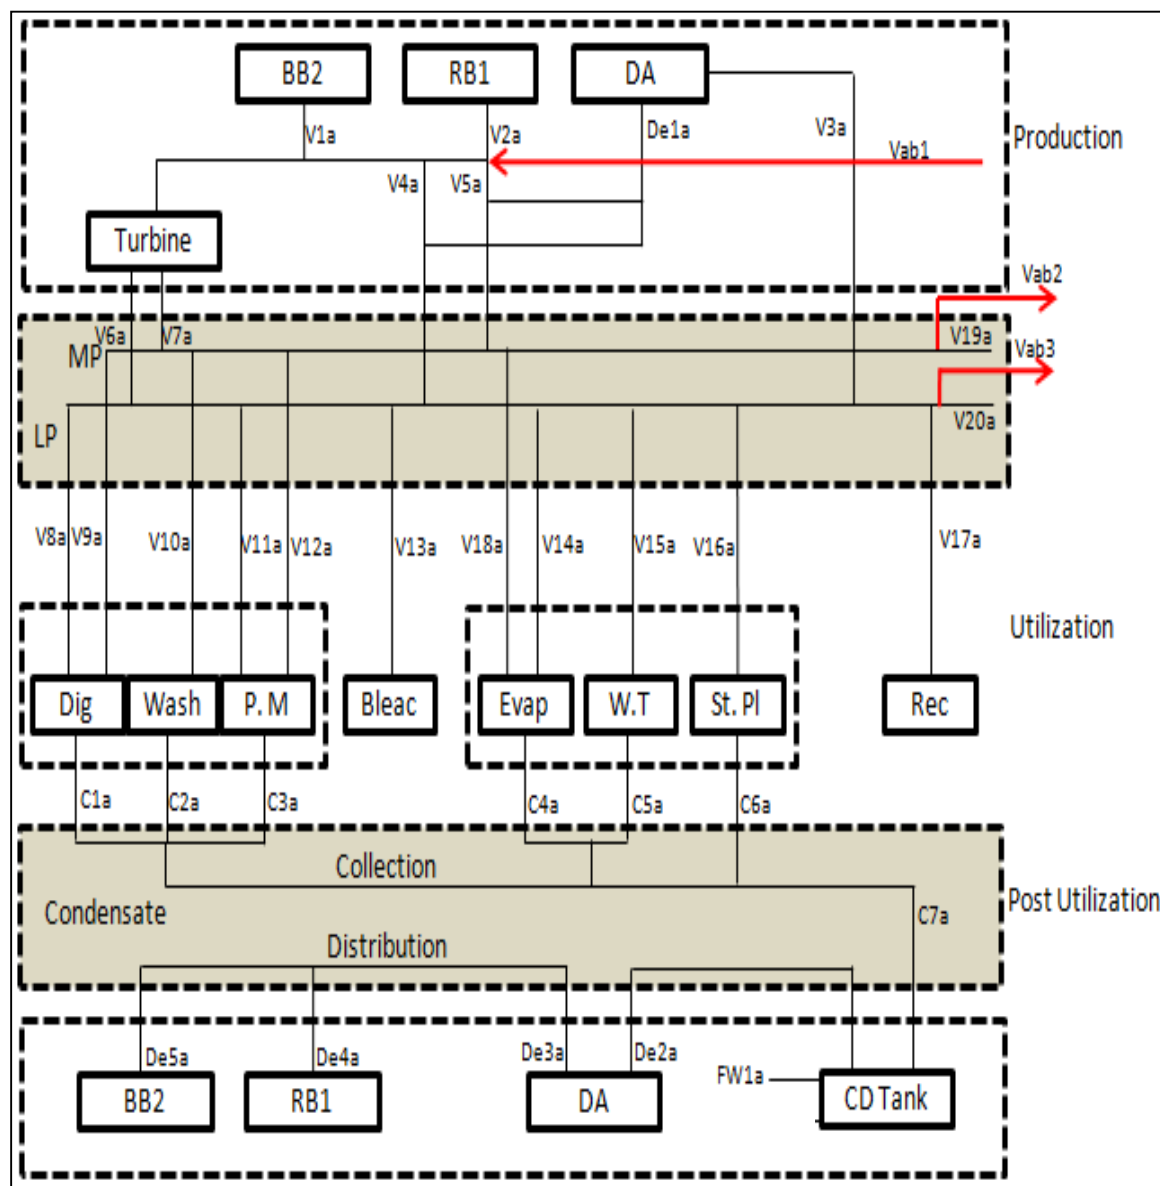 BB2 RB1 DA
V1a V2a De1a V3a
Vab1
Production
V4a V5a
Turbine
Vab2
V6a V7a V19a
MP
Vab3
LP
V20a
V8a V9a V10a V11a V12a V13a V18a V14a V15a V16a V17a
Utilization
Dig Wash P. M Bleac Evap W.T St. Pl Rec
C1a C2a C3a C4a C5a C6a
Collection
Condensate
C7a
Post Utilization
Distribution
De5a De4a De3a De2a
FW1a
BB2 RB1 DA CD Tank